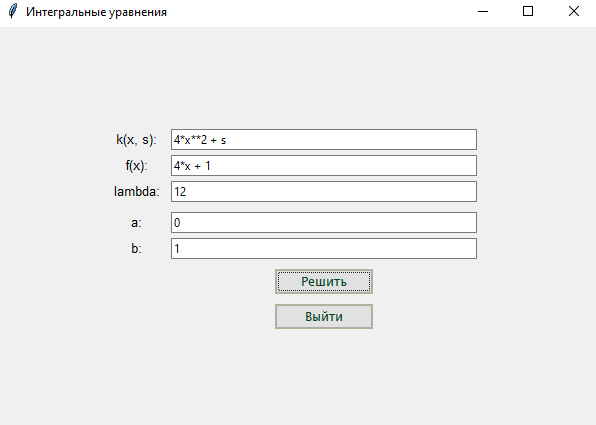 Интегральные уравнения
k(x, s): 4*x**2 + s
f(x): 4*x + 1
lambda: 12
a: 0
b: 1
Решить
Выйти